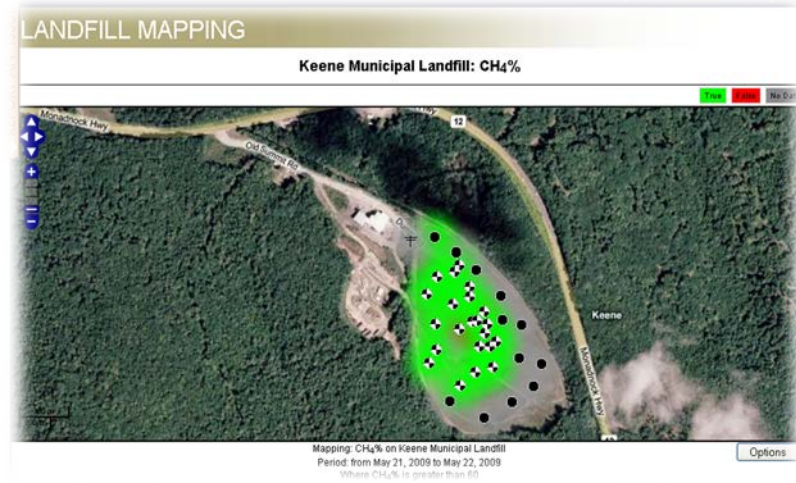 LANDFILL MAPPING
Keene Municipal Landfill: CH4%
True False No Dat
Monadnock Hwy
12
Old Summit Rd
Keene
Monadnock Hwy
Mapping: CH4% on Keene Municipal Landfill
Period: from May 21, 2009 to May 22, 2009
Where CH4% is greater than 60
Options